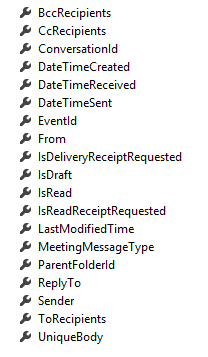 BccRecipients
CcRecipients
ConversationId
DateTimeCreated
DateTimeReceived
DateTimeSent
EventId
From
IsDeliveryReceiptRequested
IsDraft
IsRead
IsReadReceiptRequested
LastModifiedTime
MeetingMessageType
ParentFolderId
ReplyTo
Sender
ToRecipients
UniqueBody